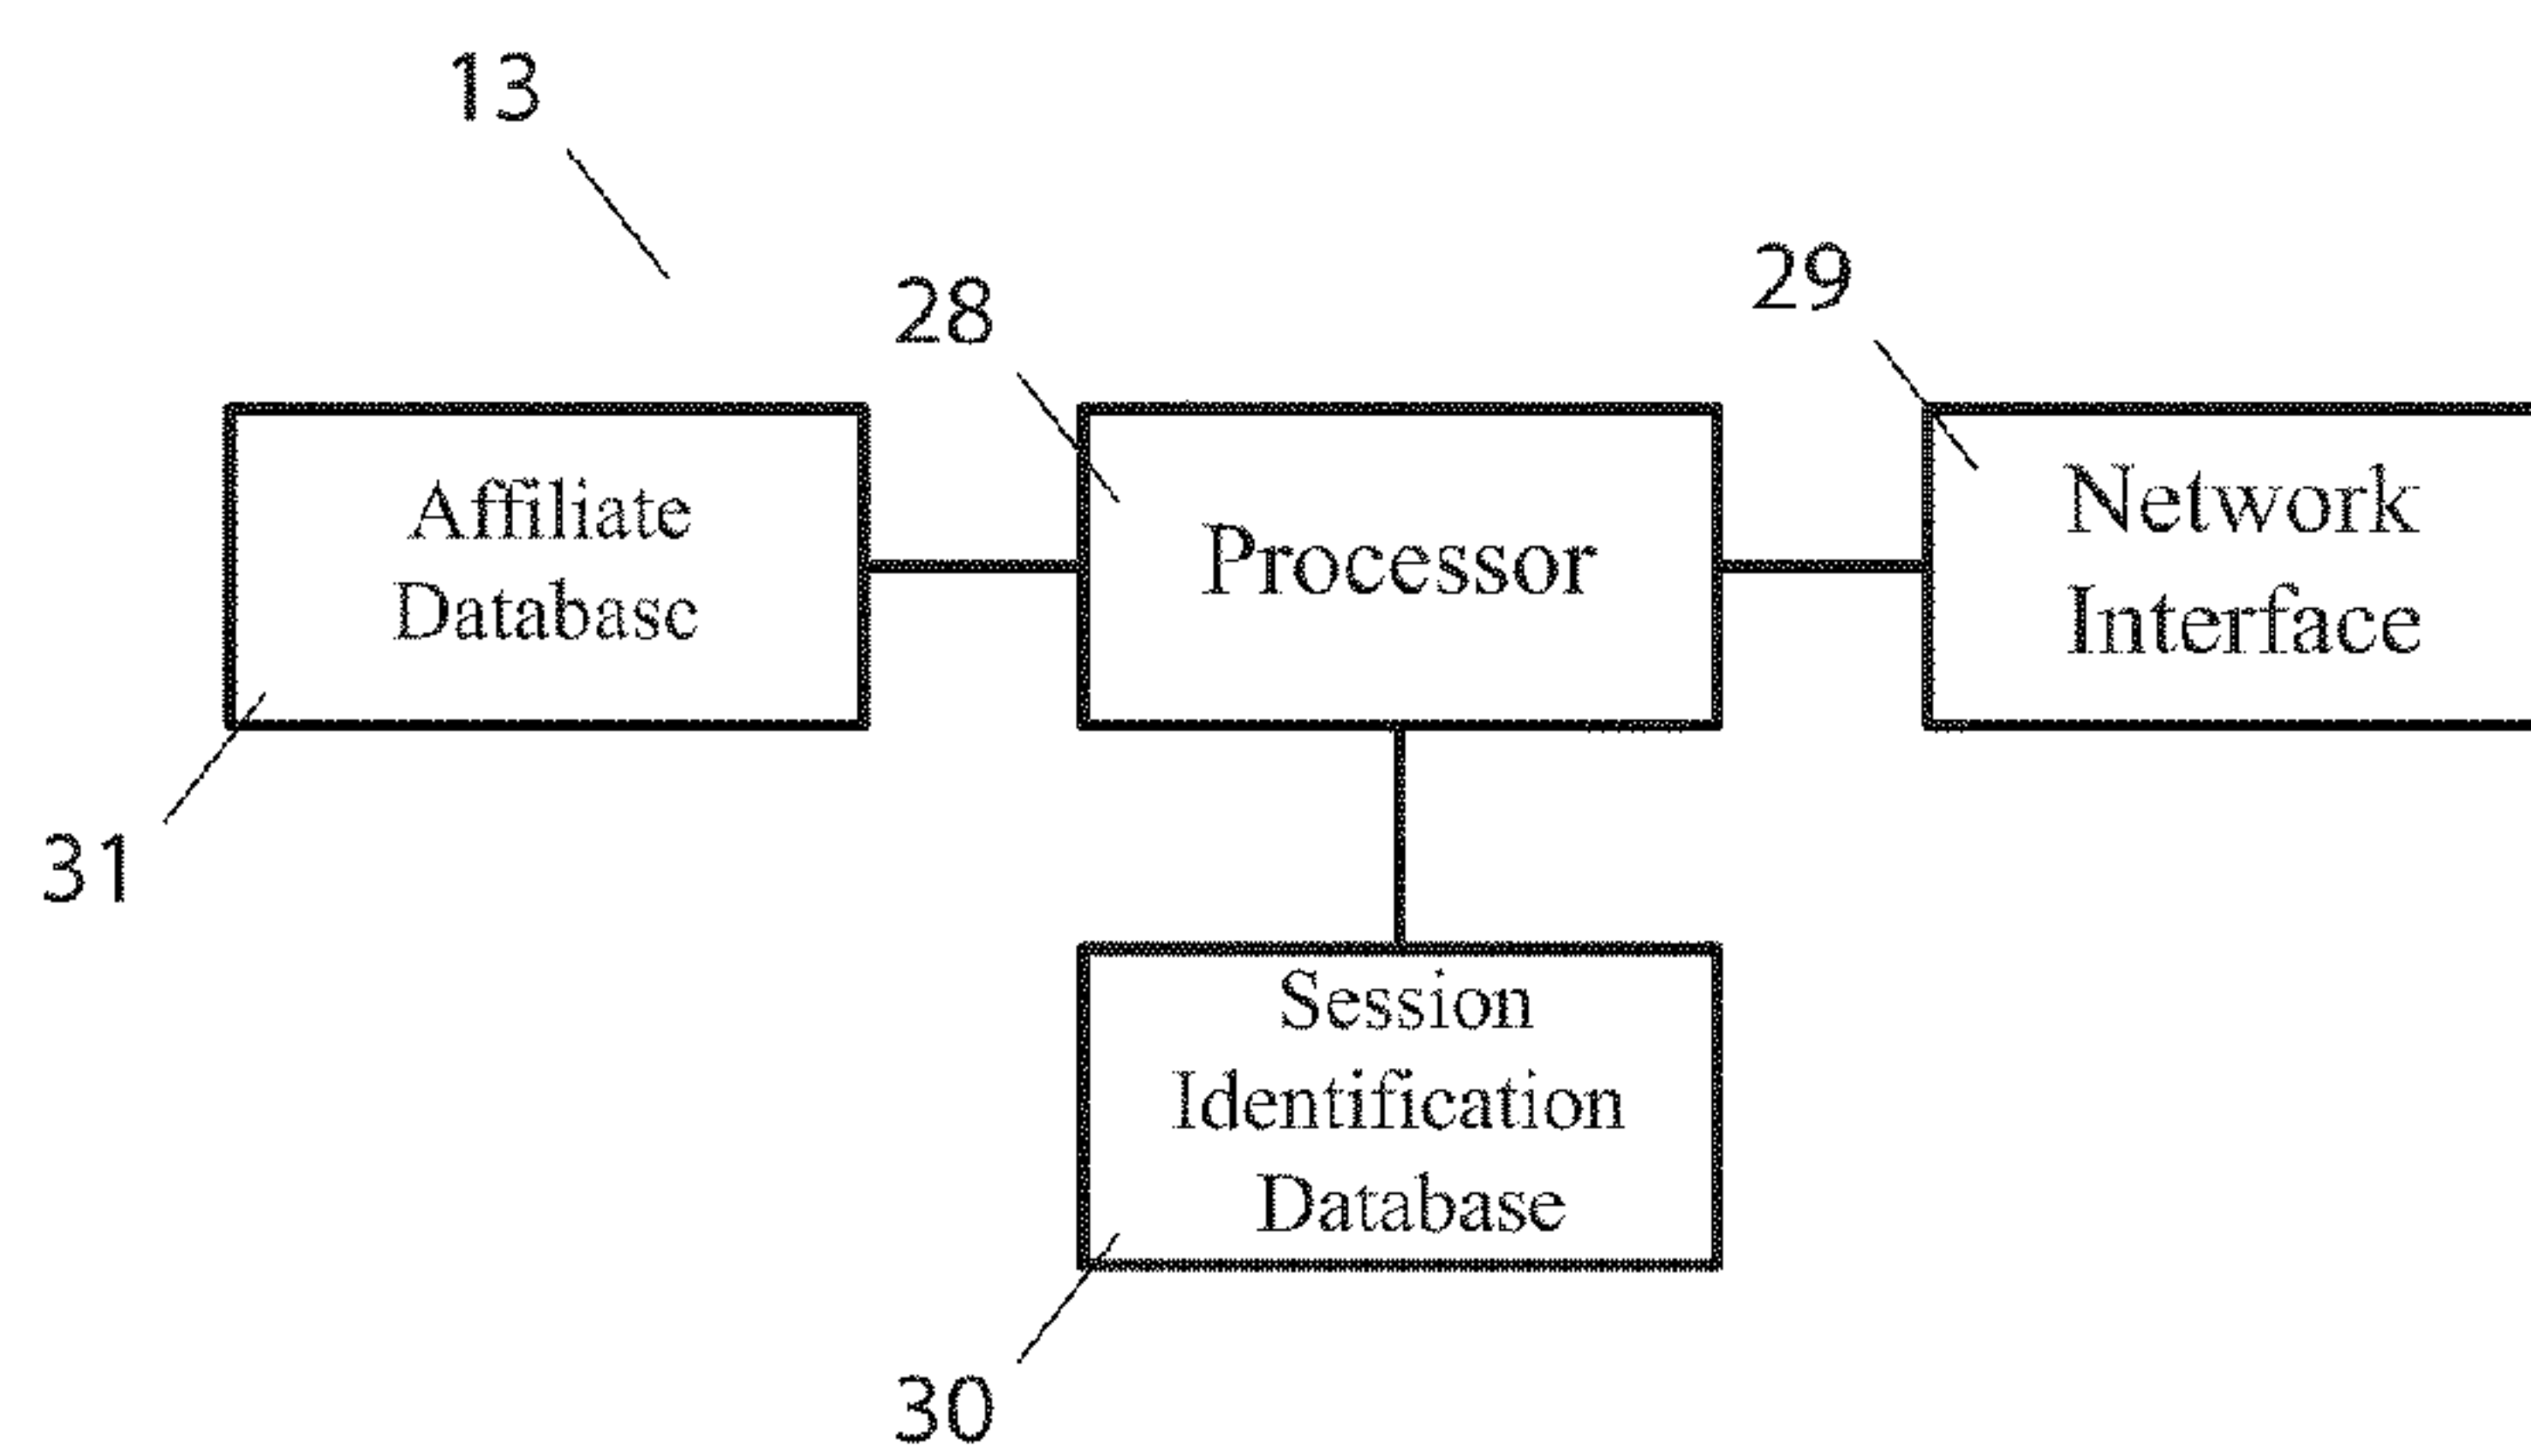 13
28
29
Affiliate
Database
Processor
Network
Interface
31
Session
Identification
Database
30